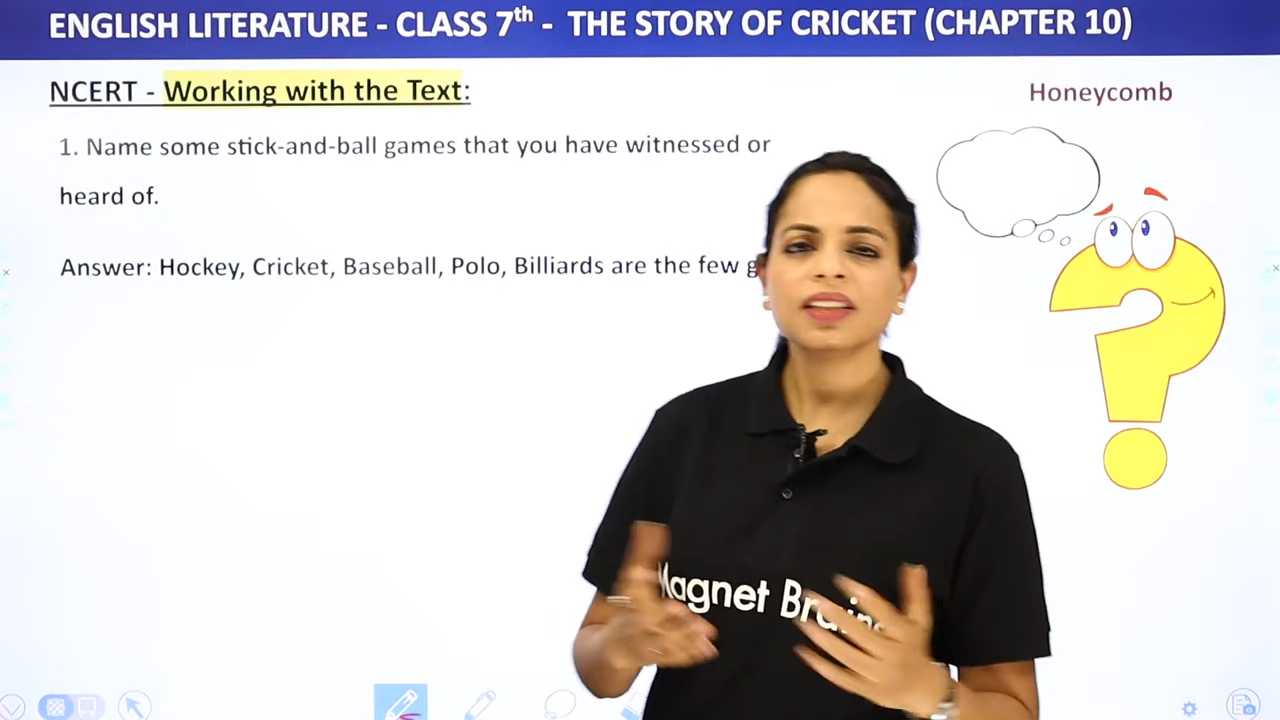 ENGLISH LITERATURE - CLASS 7th - THE STORY OF CRICKET (CHAPTER 10)
NCERT - Working with the Text:
Honeycomb
1. Name some stick-and-ball games that you have witnessed or
heard of.
Answer: Hockey, Cricket, Baseball, Polo, Billiards are the few
?
Magnet Brains